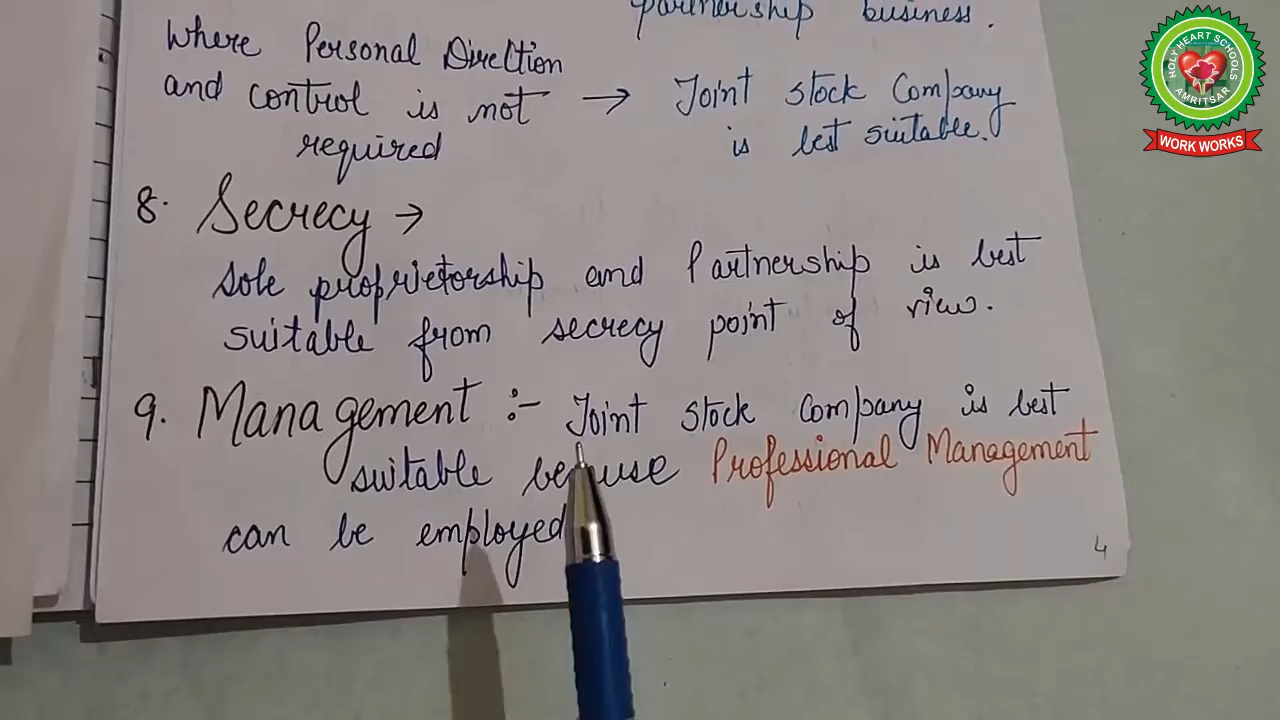 partnership business.
Where Personal Direction
and control is not → Joint stock Company
required is best suitable.
8. Secrecy →
Sole proprietorship and Partnership is best
suitable from secrecy point of view.
9. Management :- Joint stock company is best
suitable because Professional Management
can be employed
4
HOLY HEART SCHOOLS
AMRITSAR
WORK WORKS